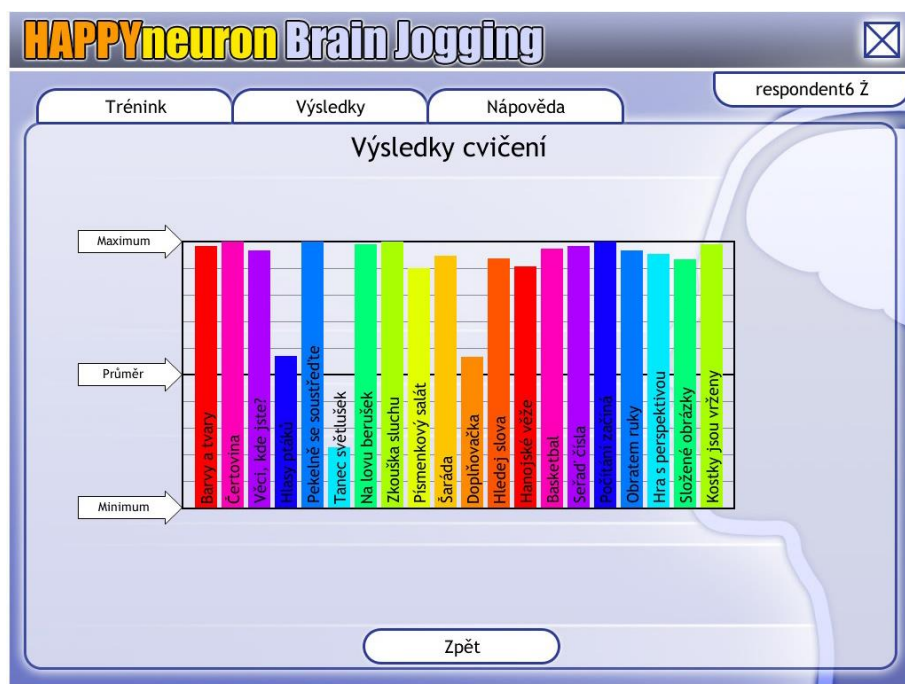 HAPPYneuron Brain Jogging
respondent6 Ž
Trénink
Výsledky
Nápověda
Výsledky cvičení
Maximum
Průměr
Minimum
Barvy a tvary
Čertovina
Věci, kde jste?
Hlasy ptáků
Pekelně se soustřeďte
Tanec světlušek
Na lovu berušek
Zkouška sluchu
Písmenkový salát
Šaráda
Doplňovačka
Hledej slova
Hanojské věže
Basketbal
Seřaď čísla
Počítání začíná
Obratem ruky
Hra s perspektivou
Složené obrázky
Kostky jsou vrženy
Zpět